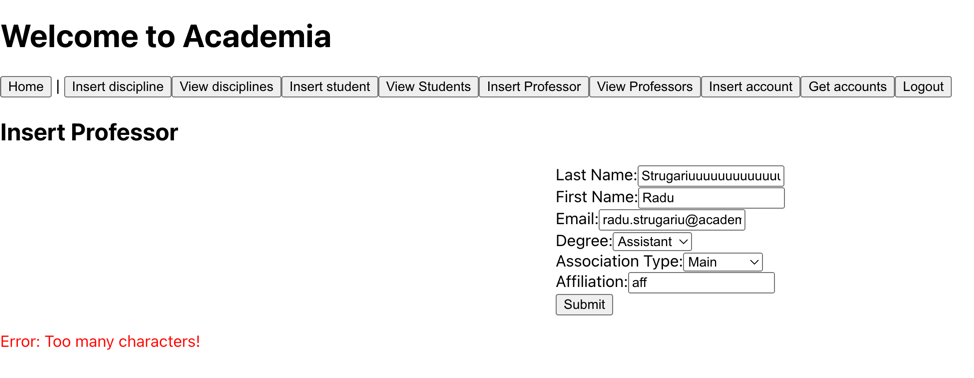 Welcome to Academia
Home | Insert discipline View disciplines Insert student View Students Insert Professor View Professors Insert account Get accounts Logout
Insert Professor
Last Name: Strugariuuuuuuuuuuuuu
First Name: Radu
Email: radu.strugariu@academ
Degree: Assistant
Association Type: Main
Affiliation: aff
Submit
Error: Too many characters!